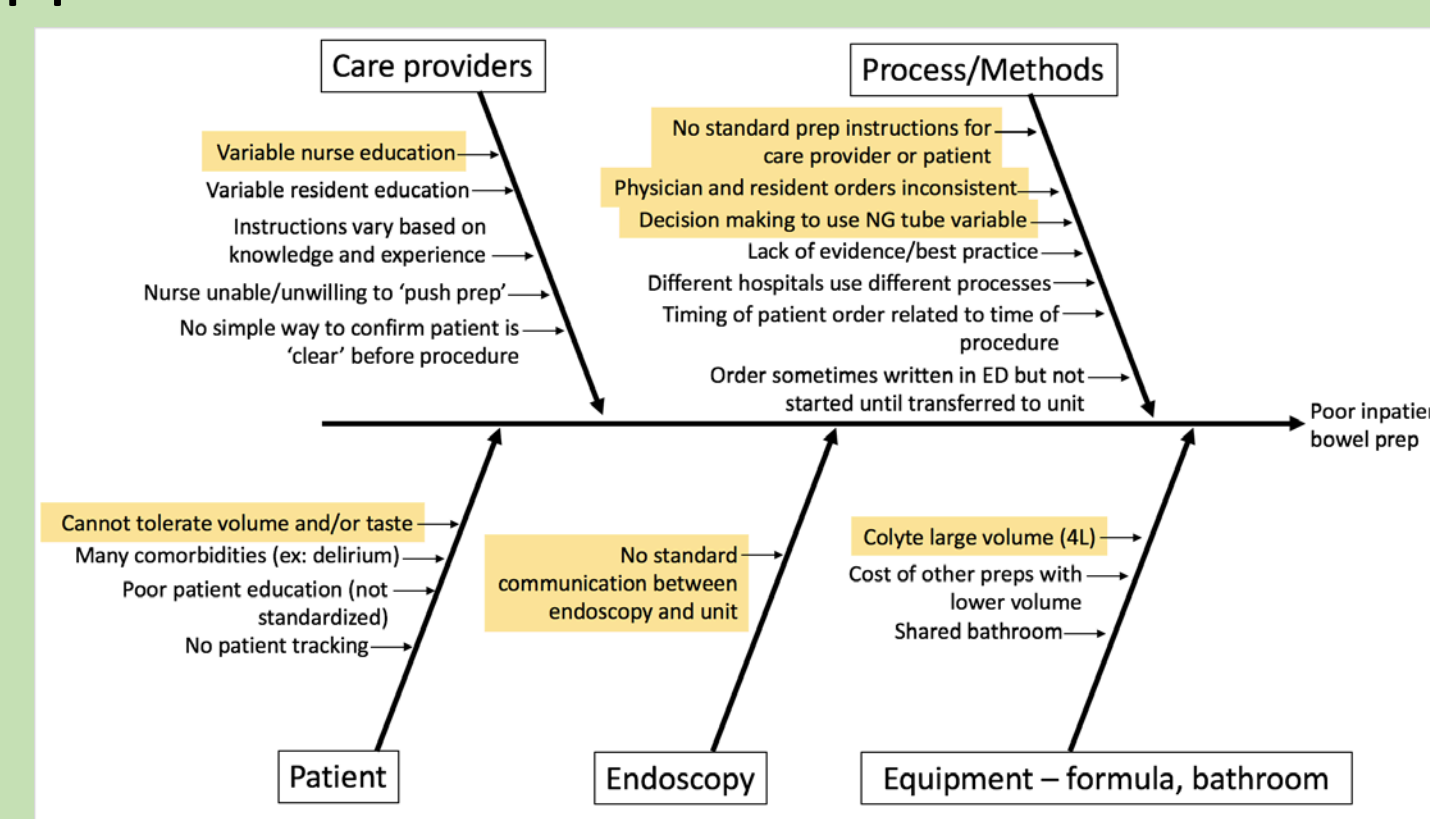 Care providers
Variable nurse education
Variable resident education
Instructions vary based on
knowledge and experience
Nurse unable/unwilling to ‘push prep’
No simple way to confirm patient is
‘clear’ before procedure
Process/Methods
No standard prep instructions for
care provider or patient
Physician and resident orders inconsistent
Decision making to use NG tube variable
Lack of evidence/best practice
Different hospitals use different processes
Timing of patient order related to time of
procedure
Order sometimes written in ED but not
started until transferred to unit
Poor
bowel prep
Cannot tolerate volume and/or taste
Many comorbidities (ex: delirium)
Poor patient education (not
standardized)
No patient tracking
Patient
No standard
communication between
endoscopy and unit
Endoscopy
Colyte large volume (4L)
Cost of other preps with
lower volume
Shared bathroom
Equipment – formula, bathroom